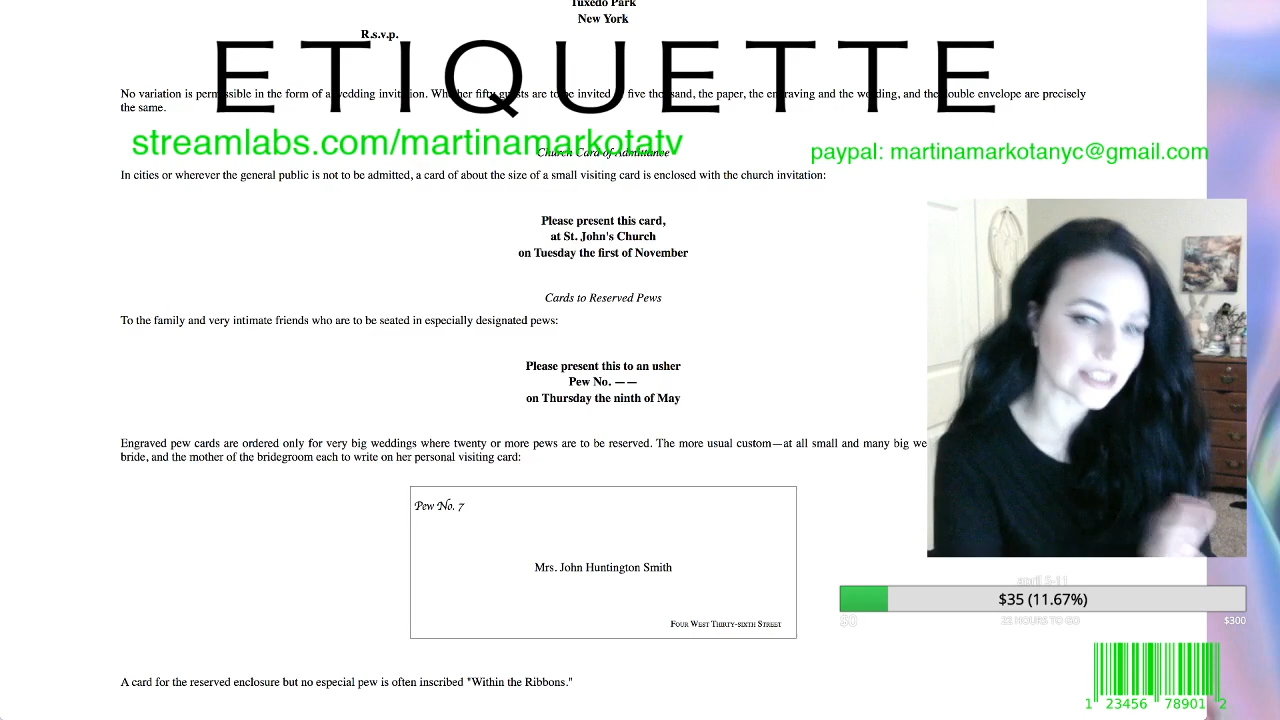 Tuxedo Park
New York
R.s.v.p.
ETIQUETTE
No variation is permissible in the form of a wedding invitation. Whether fifty guests are to be invited or five thousand, the paper, the engraving and the wording, and the double envelope are precisely
the same.
streamlabs.com/martinamarkotatv
paypal: martinamarkotanyc@gmail.com
Church Card of Admittance
In cities or wherever the general public is not to be admitted, a card of about the size of a small visiting card is enclosed with the church invitation:
Please present this card,
at St. John's Church
on Tuesday the first of November
Cards to Reserved Pews
To the family and very intimate friends who are to be seated in especially designated pews:
Please present this to an usher
Pew No. ——
on Thursday the ninth of May
Engraved pew cards are ordered only for very big weddings where twenty or more pews are to be reserved. The more usual custom—at all small and many big we
bride, and the mother of the bridegroom each to write on her personal visiting card:
Pew No. 7
Mrs. John Huntington Smith
Four West Thirty-sixth Street
april 5-11
$35 (11.67%)
$0
23 HOURS TO GO
$300
A card for the reserved enclosure but no especial pew is often inscribed "Within the Ribbons."
1 23456 78901 2